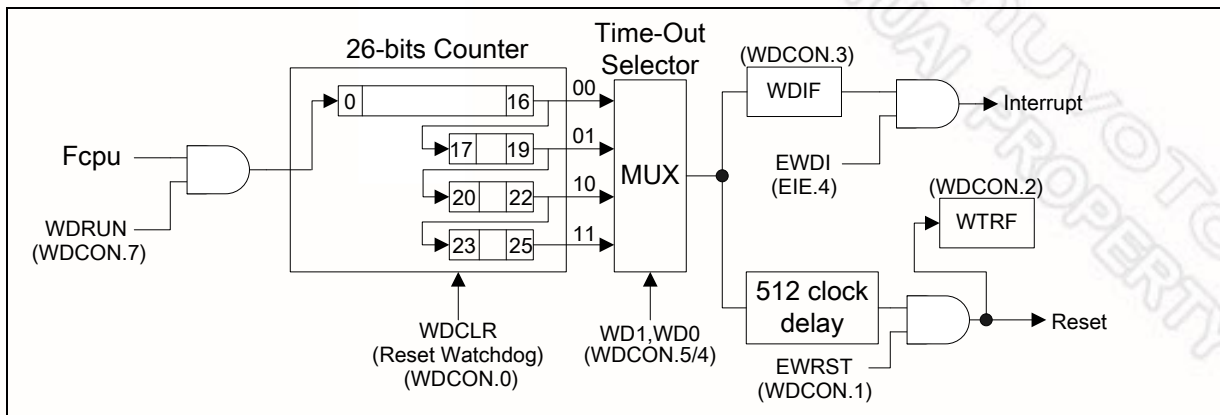 26-bits Counter
Time-Out
Selector
(WDCON.3)
WDIF
Interrupt
0 16
00
Fcpu
17 19
01
MUX
EWDI
(EIE.4)
(WDCON.2)
WTRF
20 22
10
WDRUN
(WDCON.7)
23 25
11
512 clock
delay
Reset
WDCLR
(Reset Watchdog)
(WDCON.0)
WD1,WD0
(WDCON.5/4)
EWRST
(WDCON.1)
PROPERTY